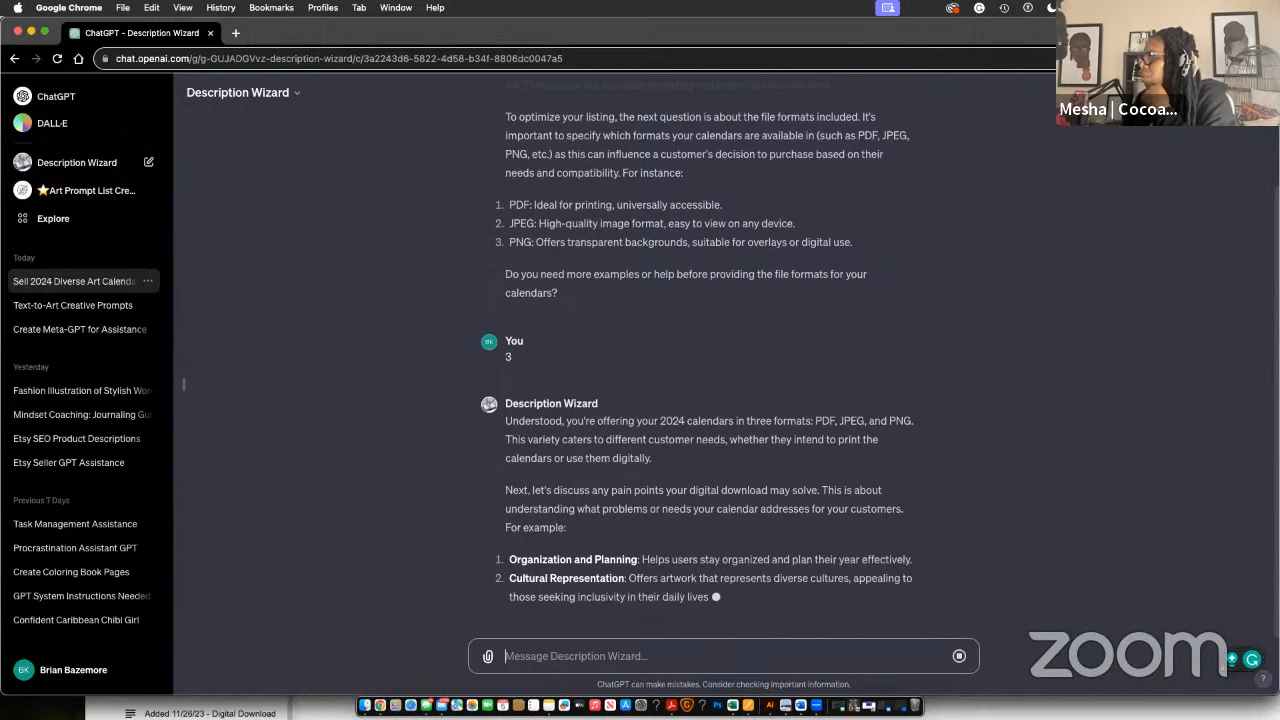 Google Chrome File Edit View History Bookmarks Profiles Tab Window Help
ChatGPT - Description Wizard
chat.openai.com/g/g-GUJADGVvz-description-wizard/c/3a2243d6-5822-4d58-b34f-8806dc0047a5
Mesha | Cocoa...
ChatGPT
DALL·E
Description Wizard
⭐Art Prompt List Cre...
Explore
Today
Sell 2024 Diverse Art Calenda
Text-to-Art Creative Prompts
Create Meta-GPT for Assistance
Yesterday
Fashion Illustration of Stylish Wom
Mindset Coaching: Journaling Gu
Etsy SEO Product Descriptions
Etsy Seller GPT Assistance
Previous 7 Days
Task Management Assistance
Procrastination Assistant GPT
Create Coloring Book Pages
GPT System Instructions Needed
Confident Caribbean Chibi Girl
BK Brian Bazemore
Description Wizard
To optimize your listing, the next question is about the file formats included. It's
important to specify which formats your calendars are available in (such as PDF, JPEG,
PNG, etc.) as this can influence a customer's decision to purchase based on their
needs and compatibility. For instance:
1. PDF: Ideal for printing, universally accessible.
2. JPEG: High-quality image format, easy to view on any device.
3. PNG: Offers transparent backgrounds, suitable for overlays or digital use.
Do you need more examples or help before providing the file formats for your
calendars?
BK You
3
Description Wizard
Understood, you're offering your 2024 calendars in three formats: PDF, JPEG, and PNG.
This variety caters to different customer needs, whether they intend to print the
calendars or use them digitally.
Next, let's discuss any pain points your digital download may solve. This is about
understanding what problems or needs your calendar addresses for your customers.
For example:
1. Organization and Planning: Helps users stay organized and plan their year effectively.
2. Cultural Representation: Offers artwork that represents diverse cultures, appealing to
those seeking inclusivity in their daily lives
Message Description Wizard...
ChatGPT can make mistakes. Consider checking important information.
zoom
?
Added 11/26/23 - Digital Download